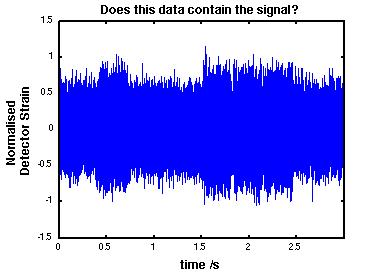 Does this data contain the signal?
1.5
1
0.5
0
-0.5
-1
-1.5
Normalised
Detector Strain
0 0.5 1 1.5 2 2.5
time /s